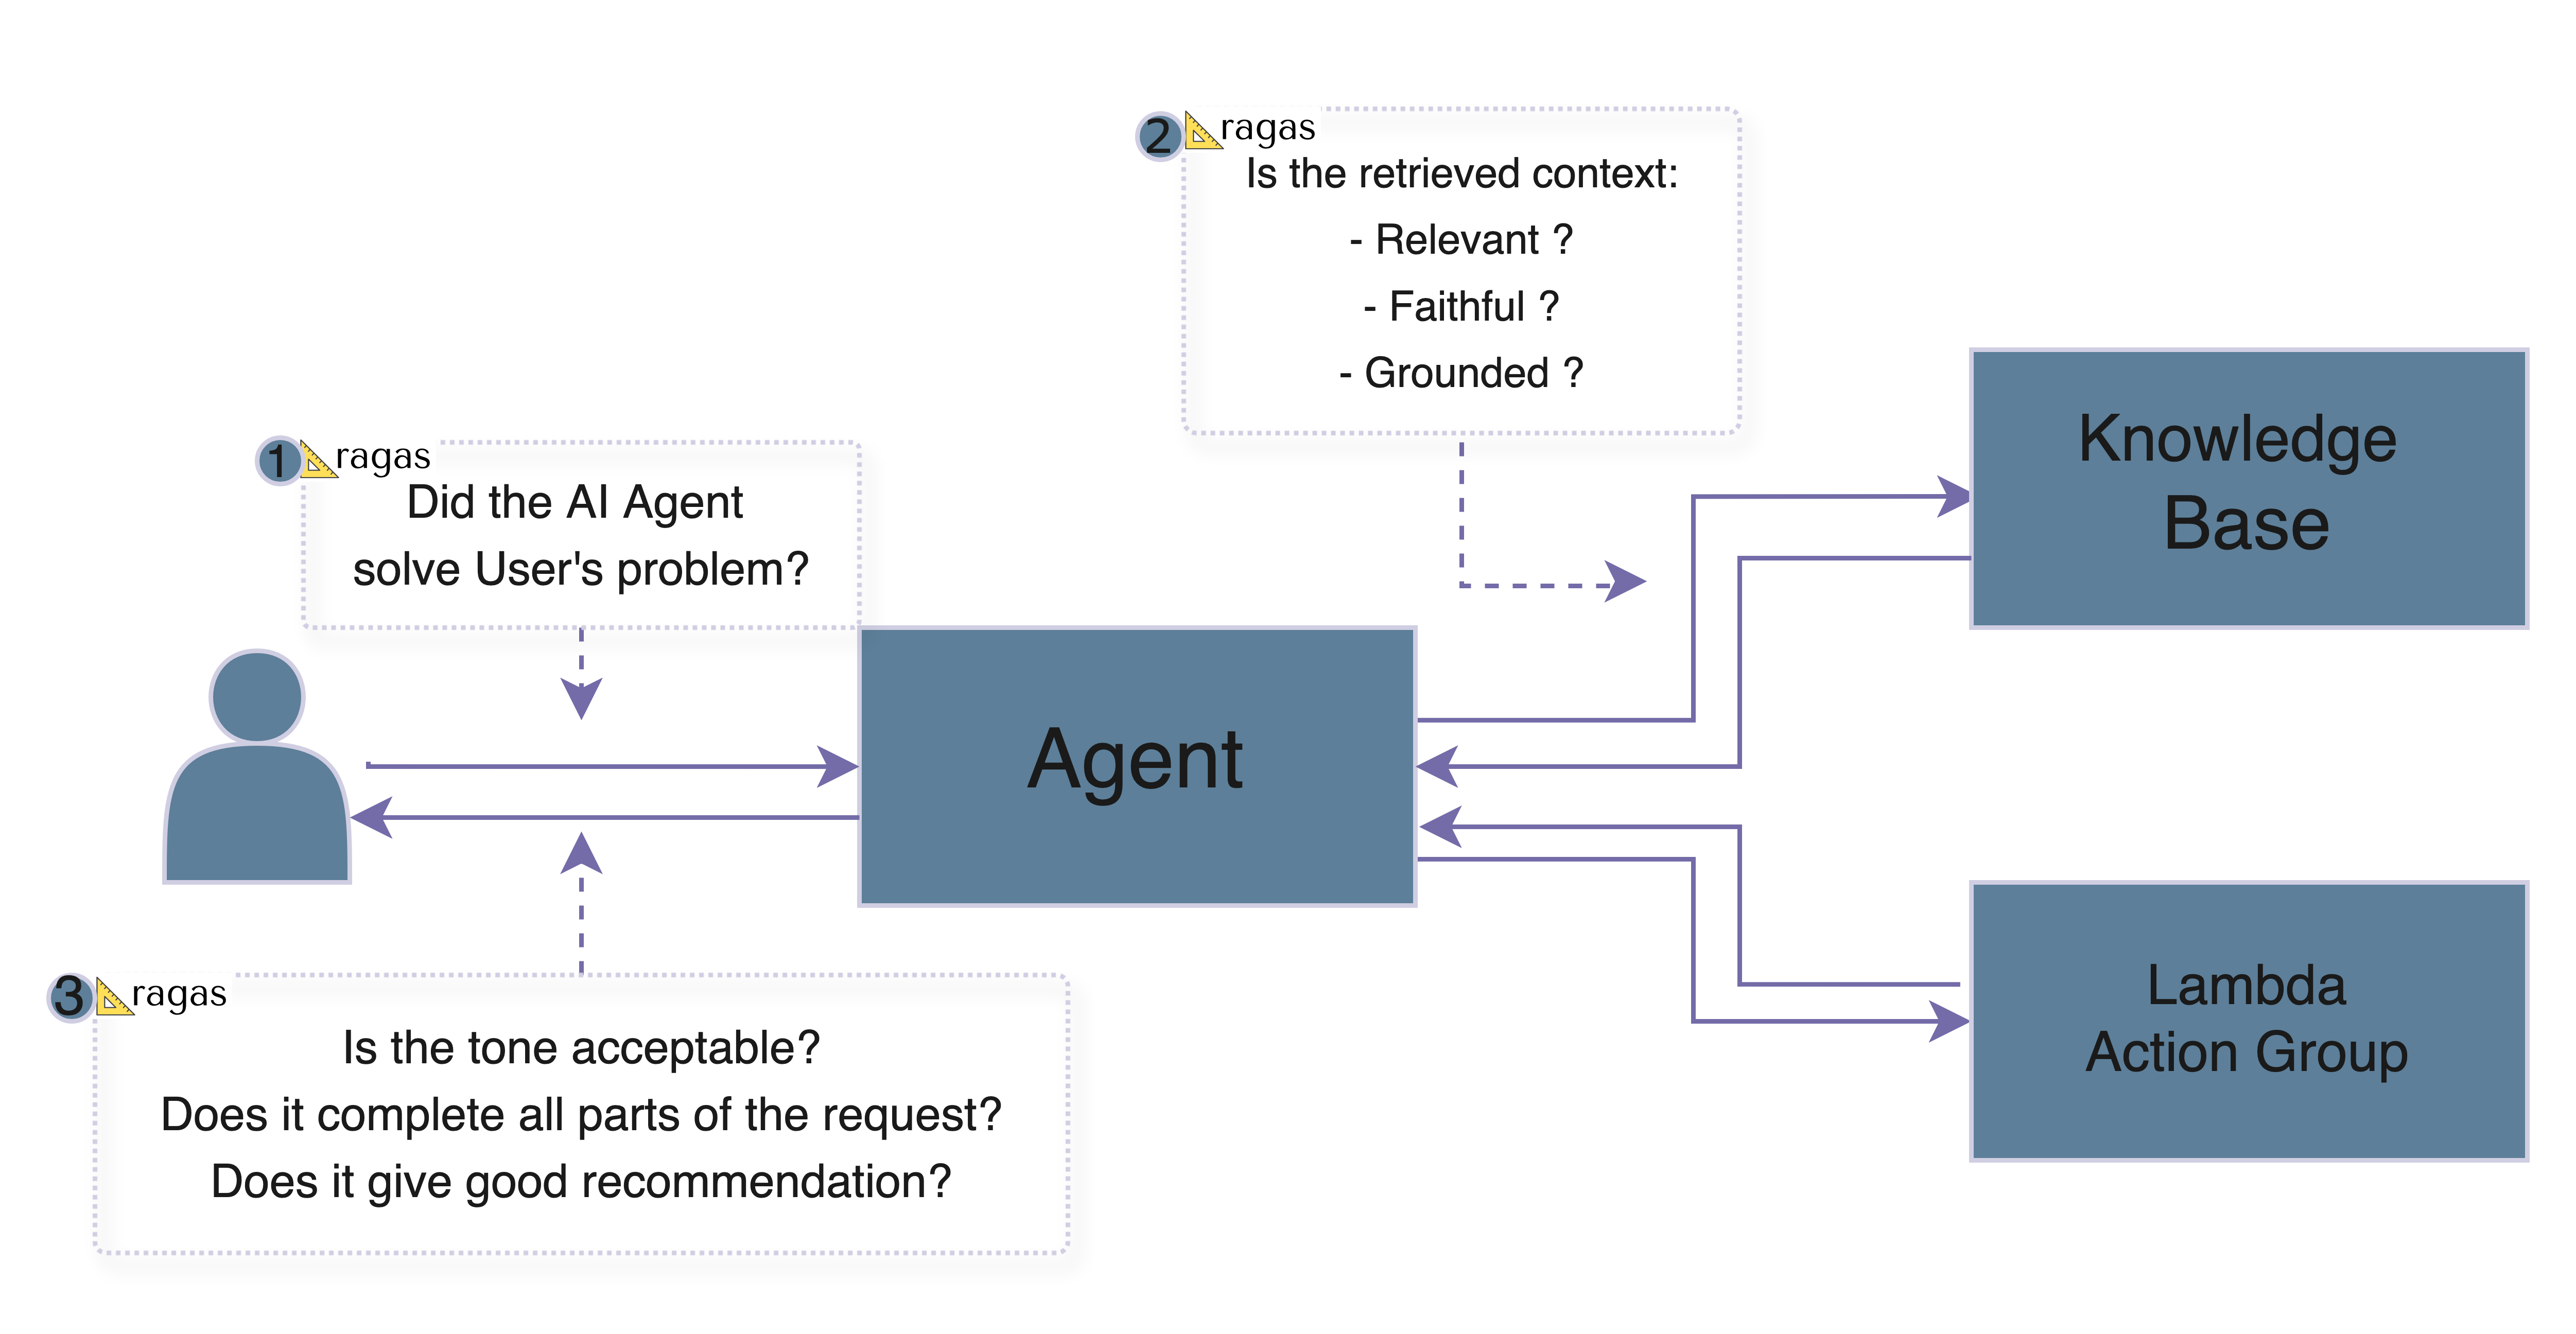 1 ragas
Did the AI Agent
solve User's problem?
2 ragas
Is the retrieved context:
- Relevant ?
- Faithful ?
- Grounded ?
Knowledge
Base
Agent
Lambda
Action Group
3 ragas
Is the tone acceptable?
Does it complete all parts of the request?
Does it give good recommendation?